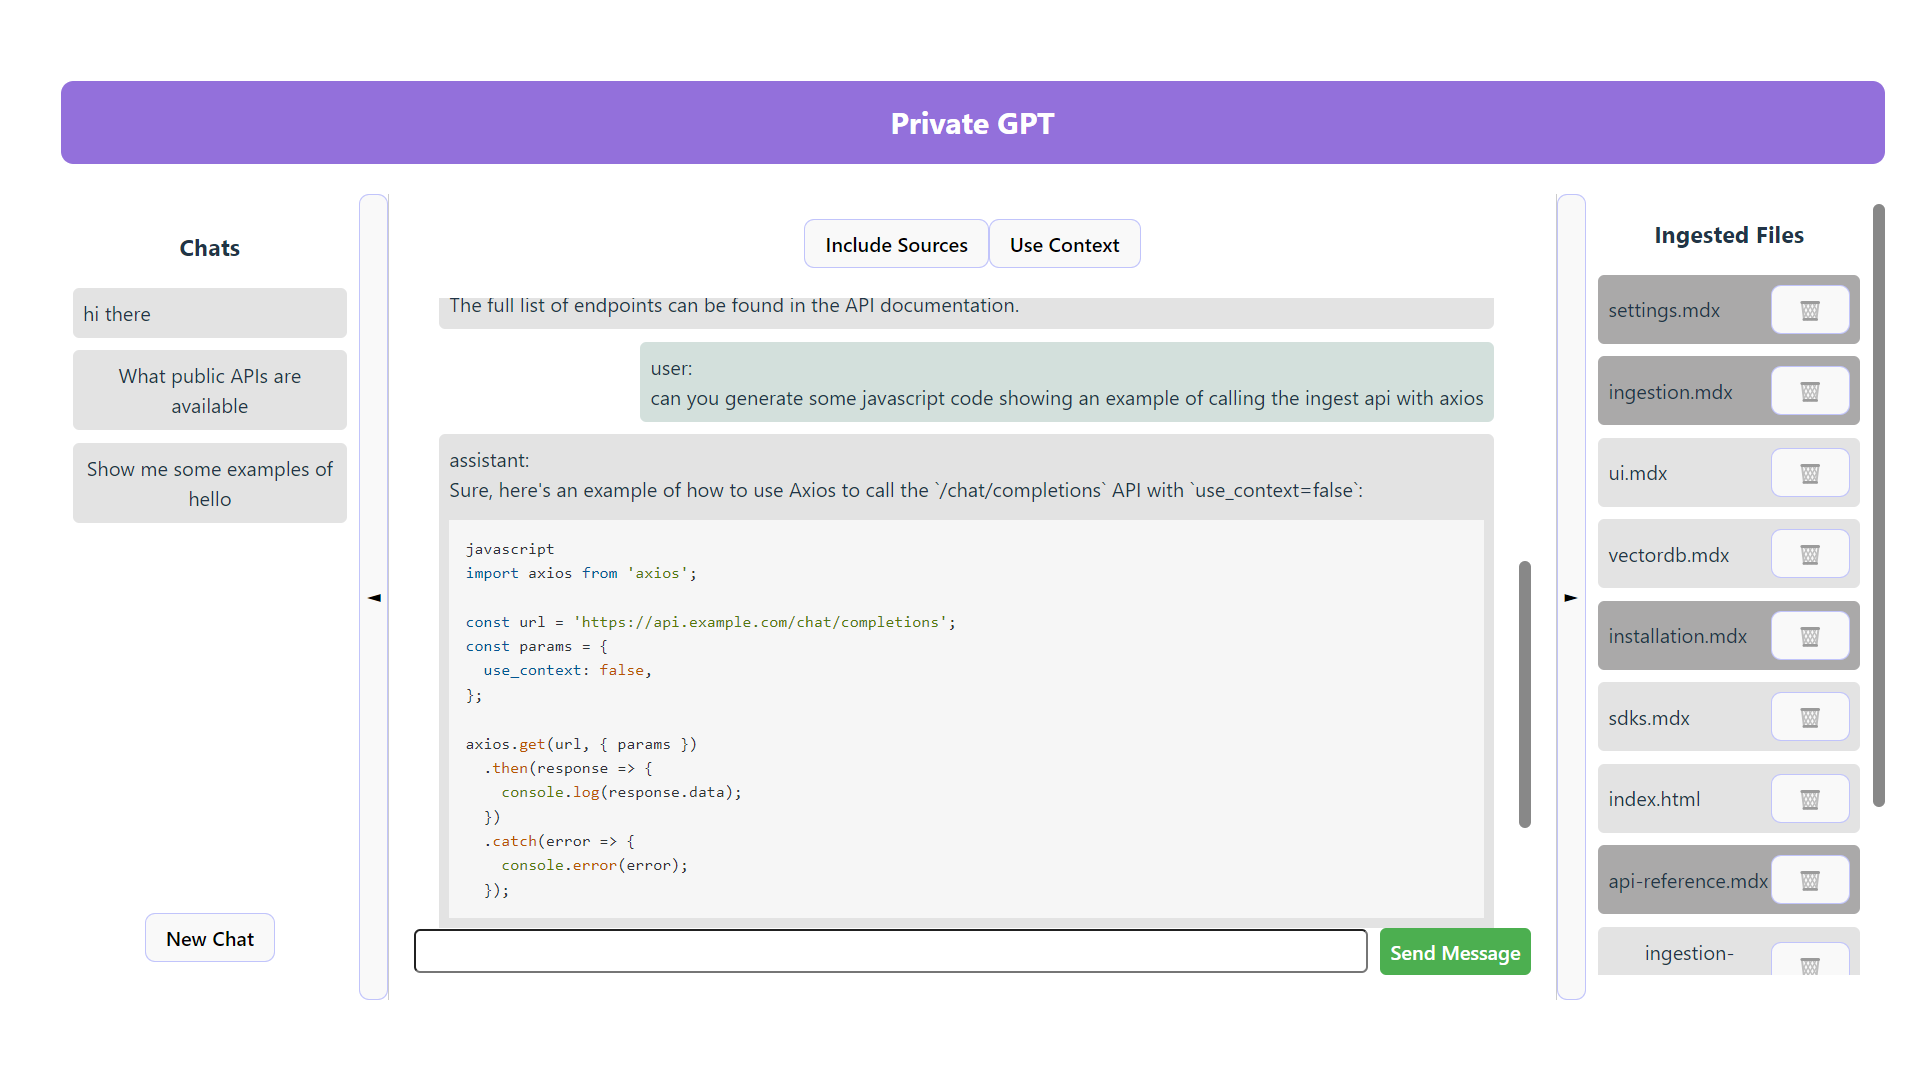 Private GPT
Chats
hi there
What public APIs are
available
Show me some examples of
hello
New Chat
Include Sources
Use Context
The full list of endpoints can be found in the API documentation.
user:
can you generate some javascript code showing an example of calling the ingest api with axios
assistant:
Sure, here's an example of how to use Axios to call the `/chat/completions` API with `use_context=false`:
javascript
import axios from 'axios';
const url = 'https://api.example.com/chat/completions';
const params = {
  use_context: false,
};
axios.get(url, { params })
  .then(response => {
    console.log(response.data);
  })
  .catch(error => {
    console.error(error);
  });
Send Message
Ingested Files
settings.mdx
ingestion.mdx
ui.mdx
vectordb.mdx
installation.mdx
sdks.mdx
index.html
api-reference.mdx
ingestion-